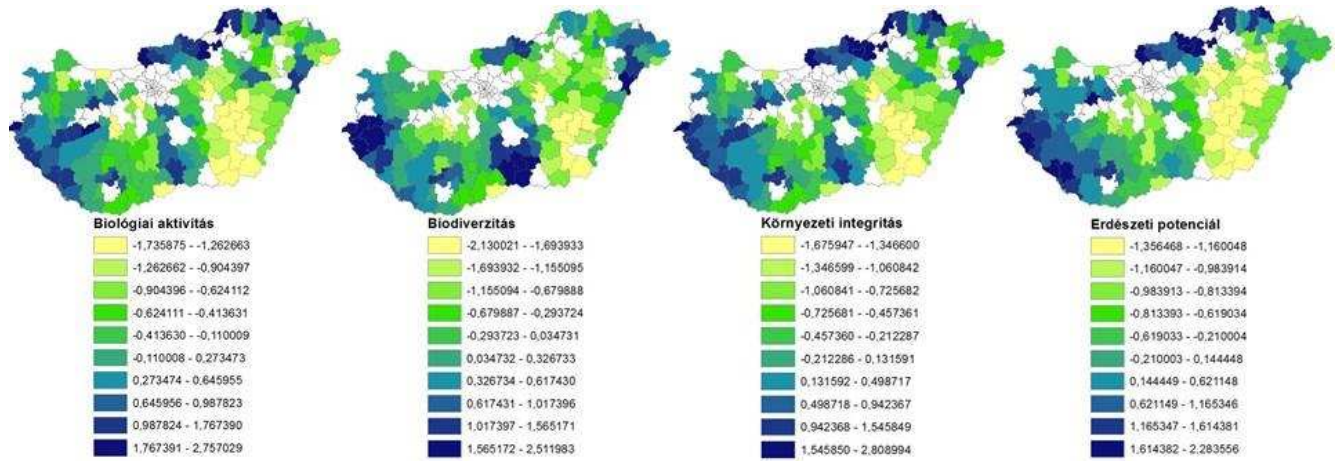 Biológiai aktivitás
-1,735875 - -1,262663
-1,262662 - -0,904397
-0,904396 - -0,624112
-0,624111 - -0,413631
-0,413630 - -0,110009
-0,110008 - 0,273473
0,273474 - 0,645955
0,645956 - 0,987823
0,987824 - 1,767390
1,767391 - 2,757029
Biodiverzitás
-2,130021 - -1,693933
-1,693932 - -1,155095
-1,155094 - -0,679888
-0,679887 - -0,293724
-0,293723 - 0,034731
0,034732 - 0,326733
0,326734 - 0,617430
0,617431 - 1,017396
1,017397 - 1,565171
1,565172 - 2,511983
Környezeti integritás
-1,675947 - -1,346600
-1,346599 - -1,060842
-1,060841 - -0,725682
-0,725681 - -0,457361
-0,457360 - -0,212287
-0,212286 - 0,131591
0,131592 - 0,498717
0,498718 - 0,942367
0,942368 - 1,545849
1,545850 - 2,808994
Erdészeti potenciál
-1,356468 - -1,160048
-1,160047 - -0,983914
-0,983913 - -0,813394
-0,813393 - -0,619034
-0,619033 - -0,210004
-0,210003 - 0,144448
0,144449 - 0,621148
0,621149 - 1,165346
1,165347 - 1,614381
1,614382 - 2,283556